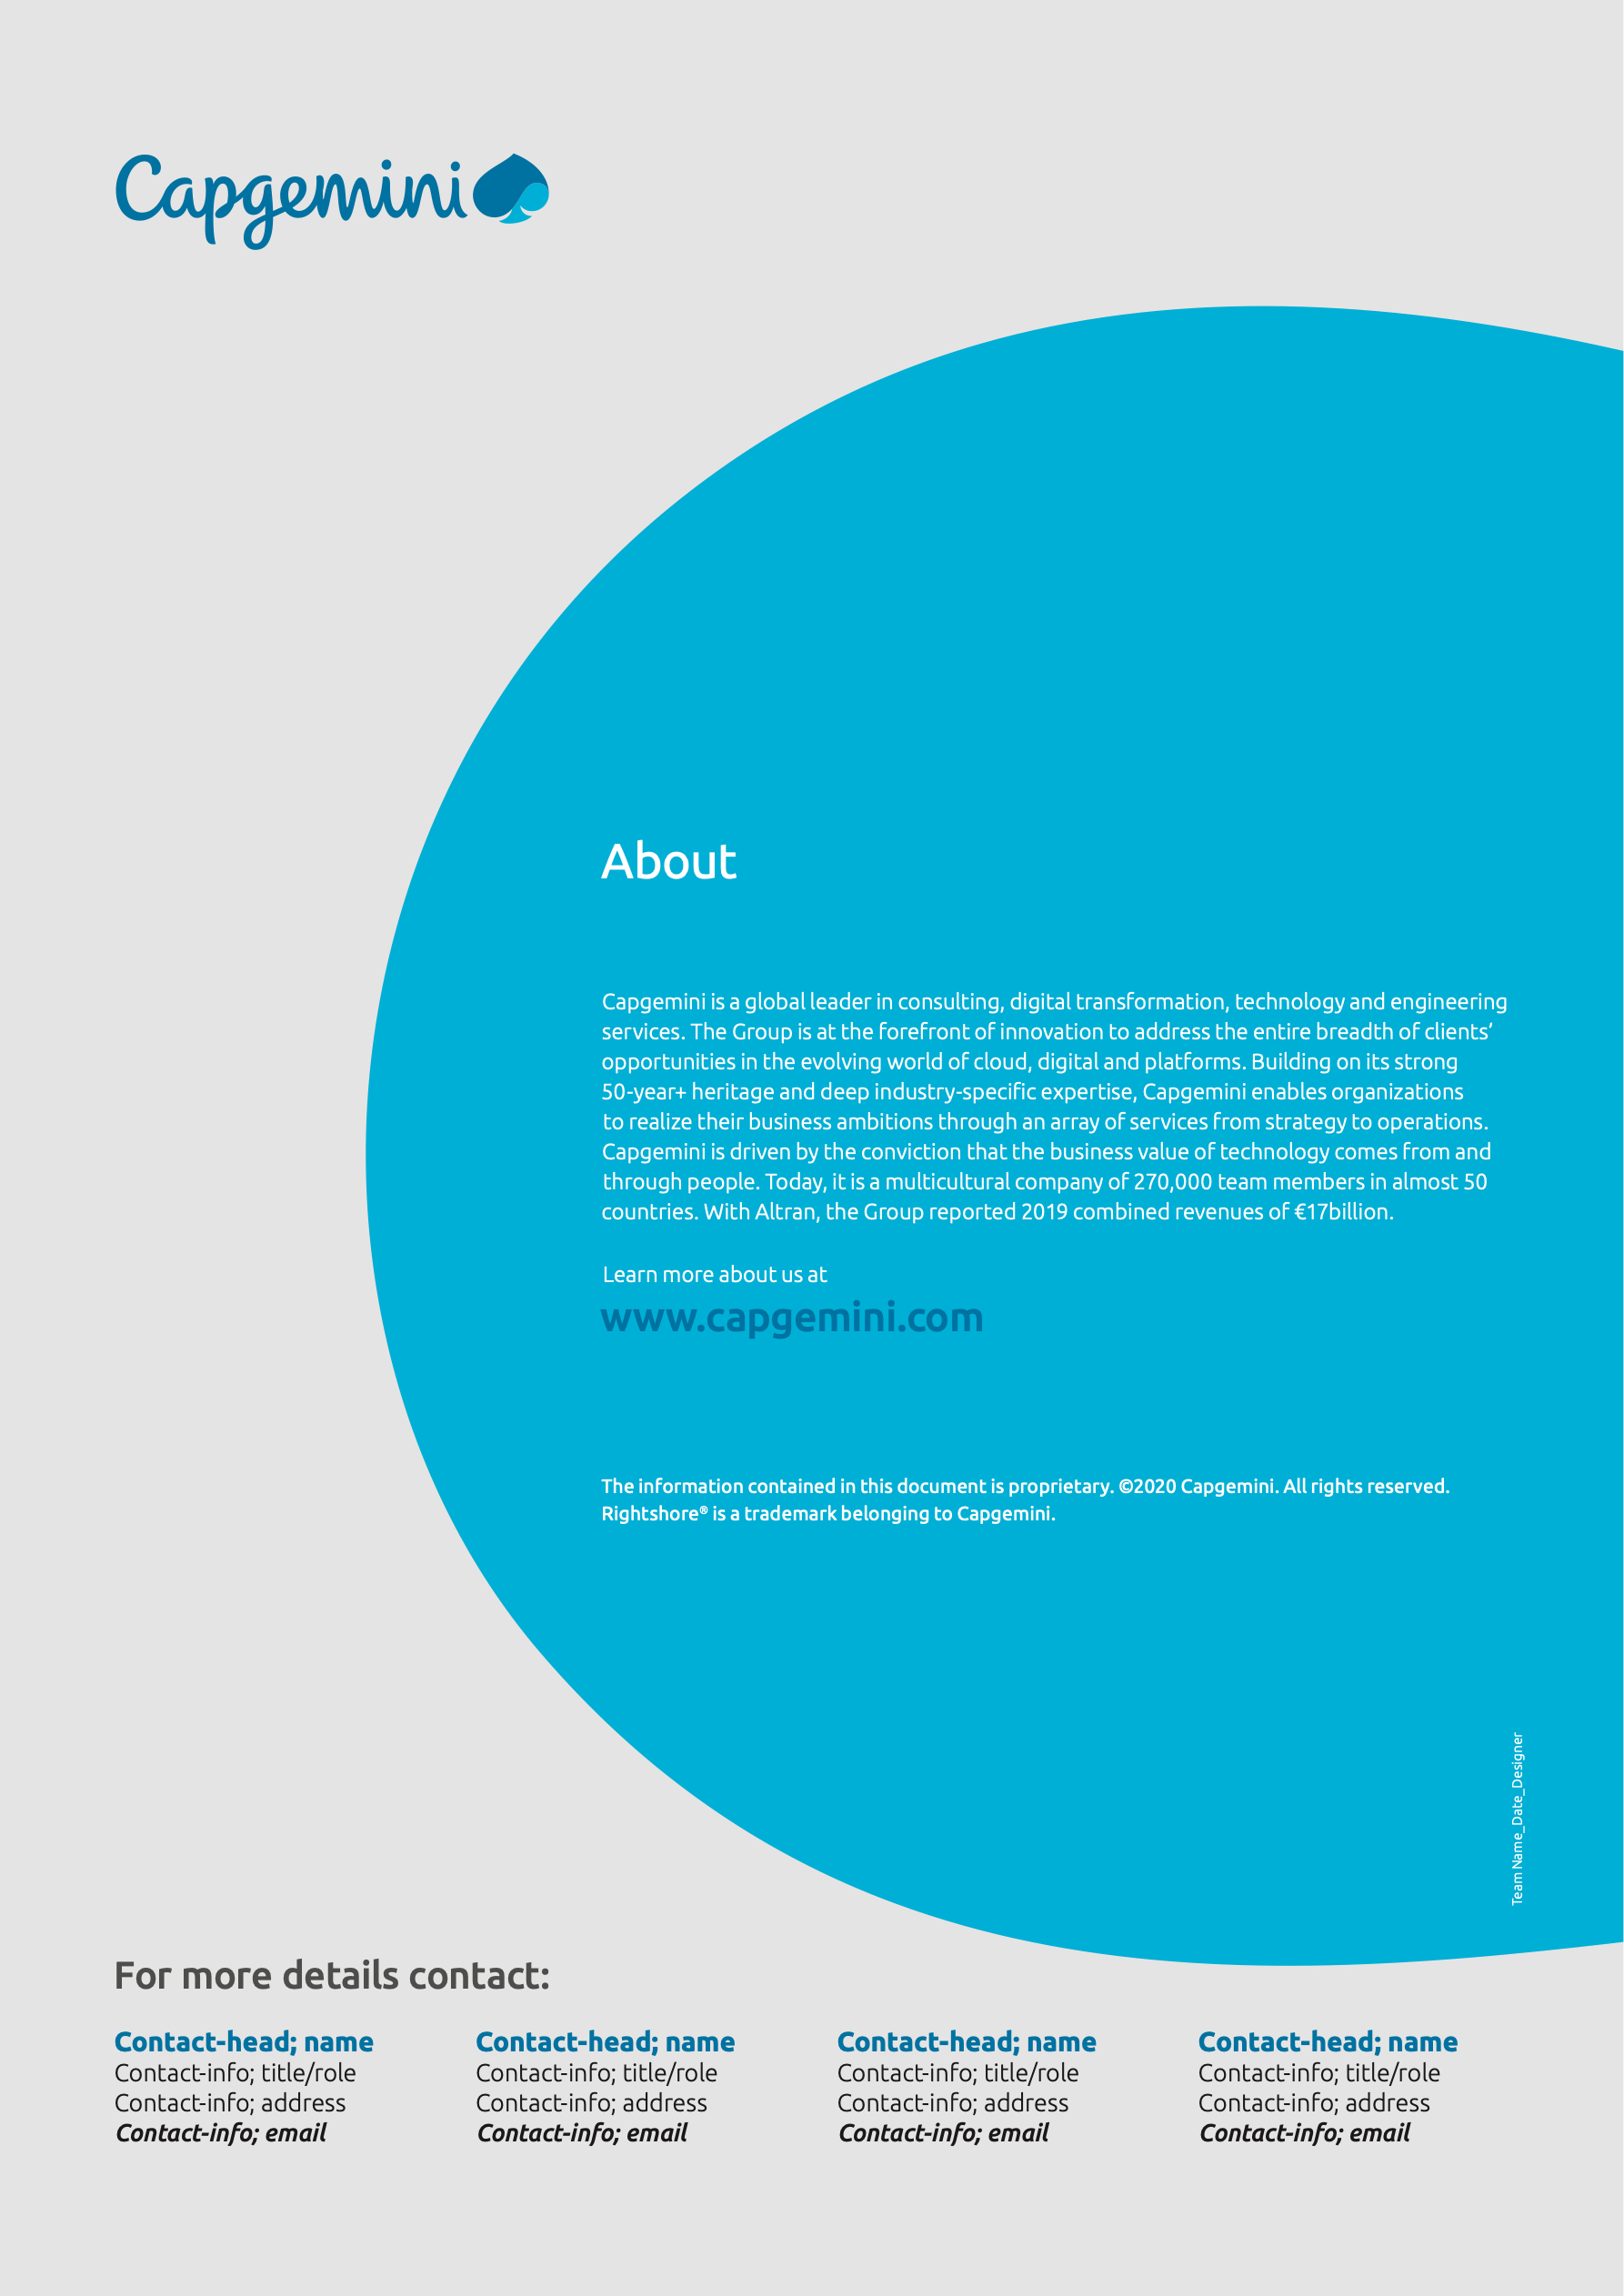 Capgemini
About
Capgemini is a global leader in consulting, digital transformation, technology and engineering
services. The Group is at the forefront of innovation to address the entire breadth of clients’
opportunities in the evolving world of cloud, digital and platforms. Building on its strong
50-year+ heritage and deep industry-specific expertise, Capgemini enables organizations
to realize their business ambitions through an array of services from strategy to operations.
Capgemini is driven by the conviction that the business value of technology comes from and
through people. Today, it is a multicultural company of 270,000 team members in almost 50
countries. With Altran, the Group reported 2019 combined revenues of €17billion.
Learn more about us at
www.capgemini.com
The information contained in this document is proprietary. ©2020 Capgemini. All rights reserved.
Rightshore® is a trademark belonging to Capgemini.
Team Name_Date_Designer
For more details contact:
Contact-head; name
Contact-info; title/role
Contact-info; address
Contact-info; email
Contact-head; name
Contact-info; title/role
Contact-info; address
Contact-info; email
Contact-head; name
Contact-info; title/role
Contact-info; address
Contact-info; email
Contact-head; name
Contact-info; title/role
Contact-info; address
Contact-info; email